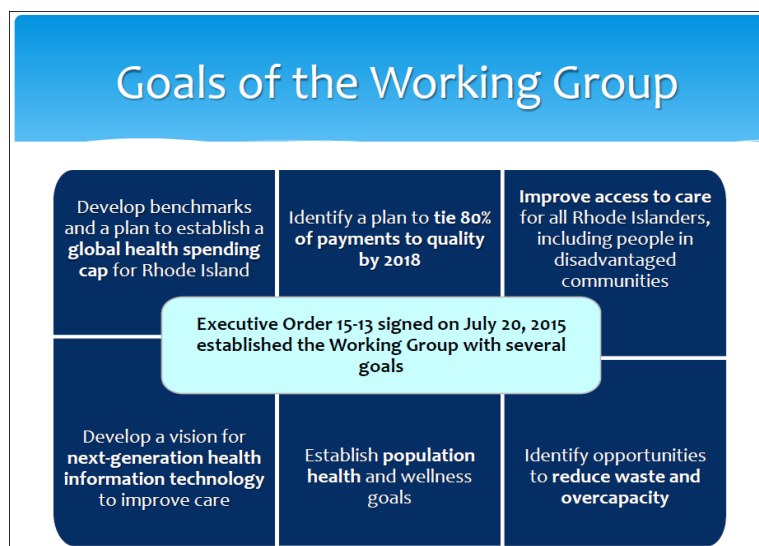 Goals of the Working Group
Develop benchmarks
and a plan to establish a
global health spending
cap for Rhode Island
Identify a plan to tie 80%
of payments to quality
by 2018
Improve access to care
for all Rhode Islanders,
including people in
disadvantaged
communities
Executive Order 15-13 signed on July 20, 2015
established the Working Group with several
goals
Develop a vision for
next-generation health
information technology
to improve care
Establish population
health and wellness
goals
Identify opportunities
to reduce waste and
overcapacity